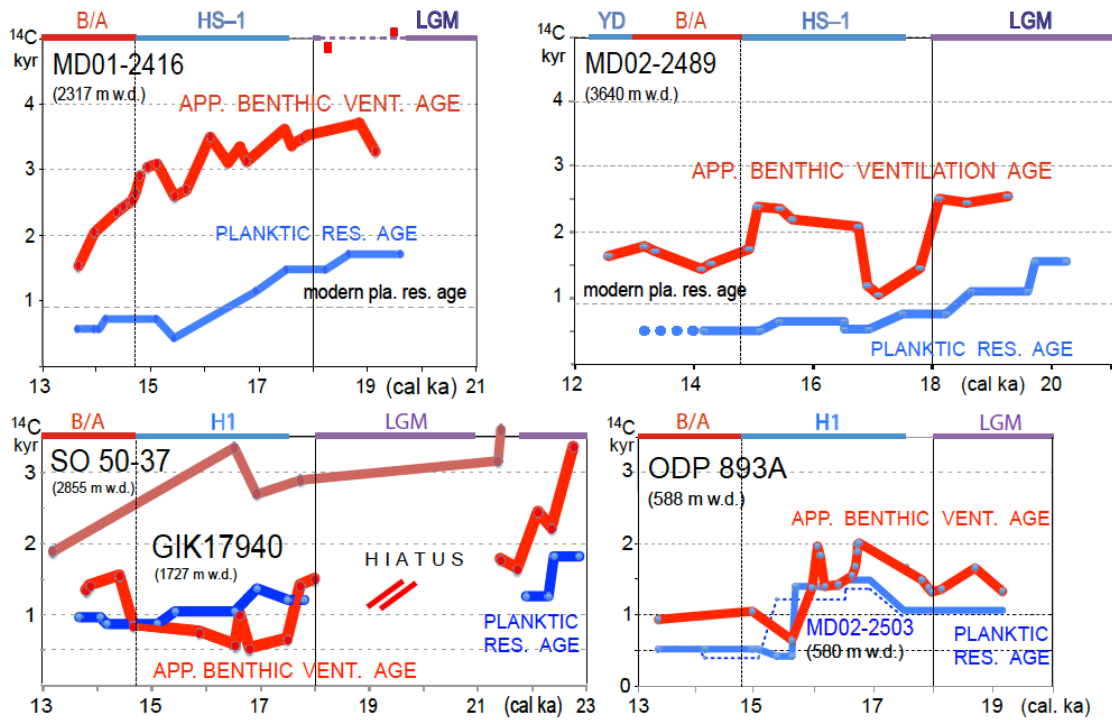 B/A HS–1 LGM
14C
kyr
MD01-2416
(2317 m w.d.)
APP. BENTHIC VENT. AGE
PLANKTIC RES. AGE
modern pla. res. age
4
3
2
1
13 15 17 19 (cal ka) 21
YD B/A HS–1 LGM
14C
kyr
MD02-2489
(3640 m w.d.)
APP. BENTHIC VENTILATION AGE
modern pla. res. age
PLANKTIC RES. AGE
4
3
2
1
12 14 16 18 (cal ka) 20
B/A H1 LGM
14C
kyr
SO 50-37
(2855 m w.d.)
GIK17940
(1727 m w.d.)
HIATUS
PLANKTIC
RES. AGE
APP. BENTHIC VENT. AGE
3
2
1
0
13 15 17 19 21 (cal ka) 23
B/A H1 LGM
14C
kyr
ODP 893A
(588 m w.d.)
APP. BENTHIC VENT. AGE
MD02-2503
(580 m w.d.)
PLANKTIC
RES. AGE
3
2
1
0
13 15 17 19 (cal. ka)